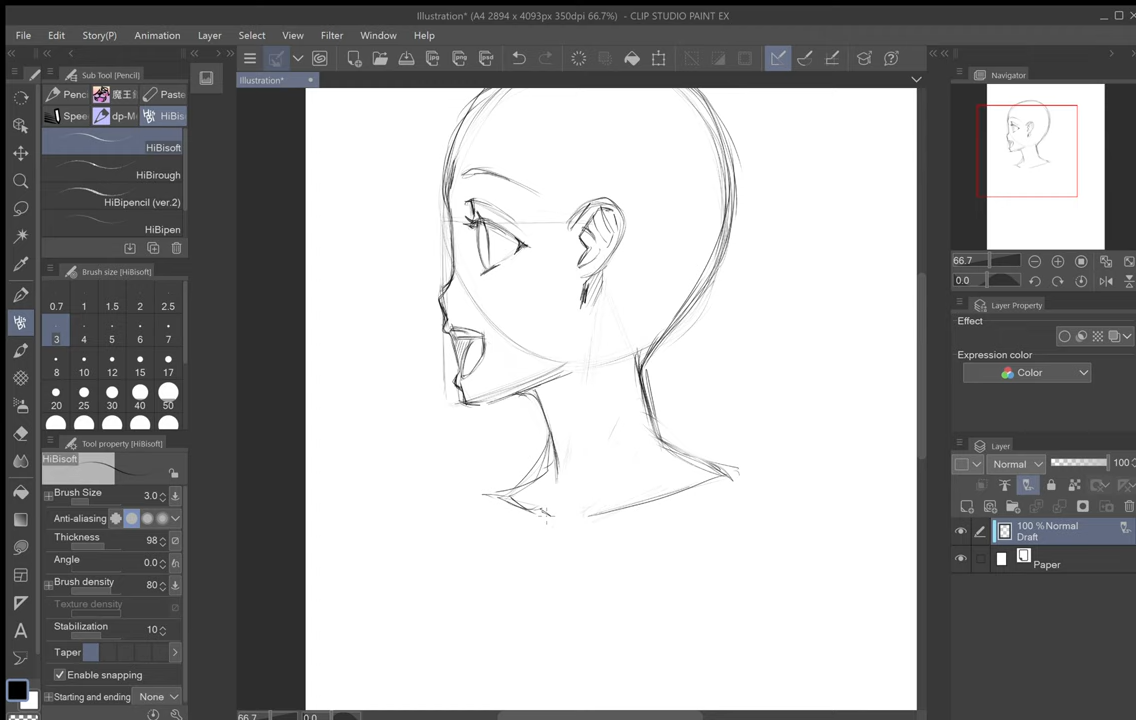 Illustration* (A4 2894 x 4093px 350dpi 66.7%) - CLIP STUDIO PAINT EX
File Edit Story(P) Animation Layer Select View Filter Window Help
Sub Tool (Pencil)
Penc 魔王 Paste
Spee dp-M HiBis
HiBisoft
HiBirough
HiBipencil (ver.2)
HiBipen
Brush size [HiBisoft]
0.7 1 1.5 2 2.5
3 4 5 6 7
8 10 12 15 17
20 25 30 40 50
Tool property [HiBisoft]
HiBisoft
Brush Size 3.0
Anti-aliasing
Thickness 98
Angle 0.0
Brush density 80
Texture density
Stabilization 10
Taper
Enable snapping
Starting and ending None
Illustration*
66.7 0.0
Navigator
66.7
0.0
Layer Property
Effect
Expression color
Color
Layer
Normal 100
100 % Normal
Draft
Paper